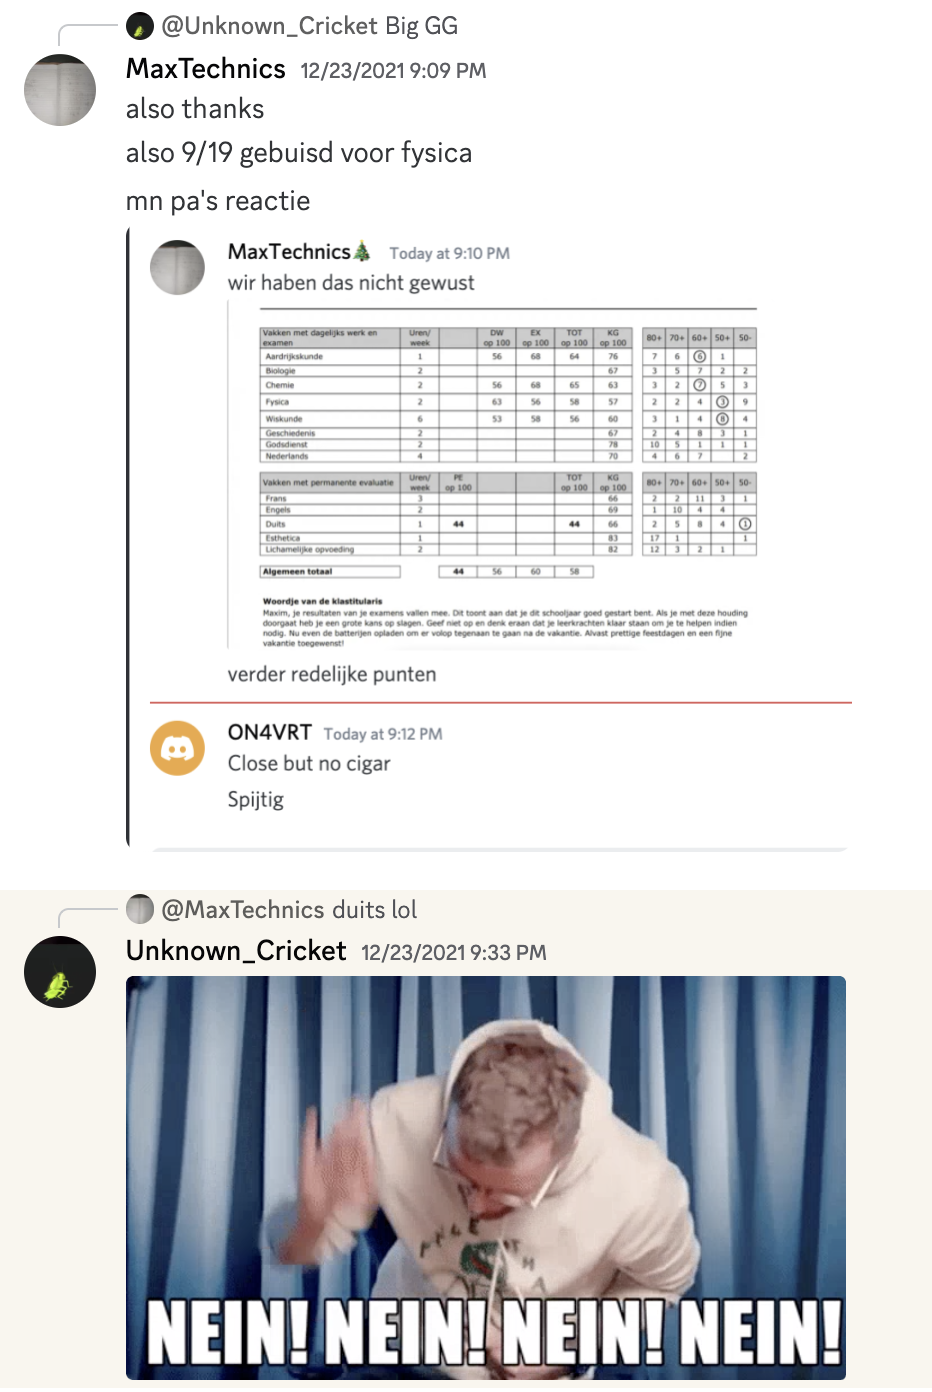 @Unknown_Cricket Big GG
MaxTechnics 12/23/2021 9:09 PM
also thanks
also 9/19 gebuisd voor fysica
mn pa's reactie
MaxTechnics🎄 Today at 9:10 PM
wir haben das nicht gewust
Vakken met dagelijks werk en examen Uren/week DW op 100 EX op 100 TOT op 100 KG op 100 80+ 70+ 60+ 50+ 50-
Aardrijkskunde 1 56 68 64 76 7 6 6 1
Biologie 2 67 3 5 7 2 2
Chemie 2 56 68 65 63 3 2 7 5 3
Fysica 2 63 56 58 57 2 2 4 3 9
Wiskunde 6 53 58 56 60 3 1 4 8 4
Geschiedenis 2 67 2 4 8 3 1
Godsdienst 2 78 10 5 1 1 1
Nederlands 4 70 4 6 7 2
Vakken met permanente evaluatie Uren/week PE op 100 TOT op 100 KG op 100 80+ 70+ 60+ 50+ 50-
Frans 3 66 2 2 11 3 1
Engels 2 69 1 10 4 4
Duits 1 44 44 66 2 5 8 4 1
Esthetica 1 83 17 1 1
Lichamelijke opvoeding 2 82 12 3 2 1
Algemeen totaal 44 56 60 58
Woordje van de klastitularis
Maxim, je resultaten van je examens vallen mee. Dit toont aan dat je dit schooljaar goed gestart bent. Als je met deze houding
doorgaat heb je een grote kans op slagen. Geef niet op en denk eraan dat je leerkrachten klaar staan om je te helpen indien
nodig. Nu even de batterijen opladen om er volop tegenaan te gaan na de vakantie. Alvast prettige feestdagen en een fijne
vakantie toegewenst!
verder redelijke punten
ON4VRT Today at 9:12 PM
Close but no cigar
Spijtig
@MaxTechnics duits lol
Unknown_Cricket 12/23/2021 9:33 PM
NEIN! NEIN! NEIN! NEIN!